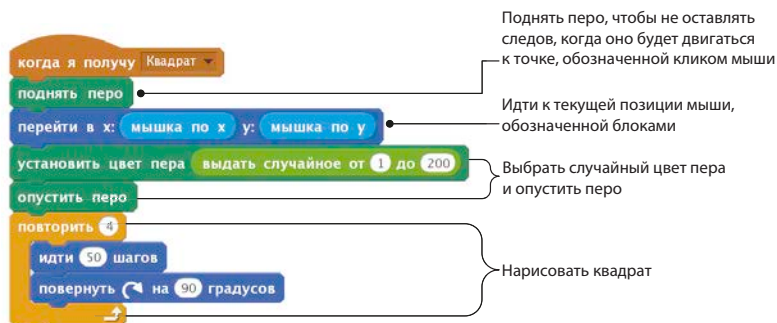 Поднять перо, чтобы не оставлять
следов, когда оно будет двигаться
к точке, обозначенной кликом мыши
когда я получу Квадрат
поднять перо
Идти к текущей позиции мыши,
обозначенной блоками
перейти в x: мышка по x y: мышка по y
установить цвет пера выдать случайное от 1 до 200
Выбрать случайный цвет пера
и опустить перо
опустить перо
повторить 4
идти 50 шагов
повернуть на 90 градусов
Нарисовать квадрат